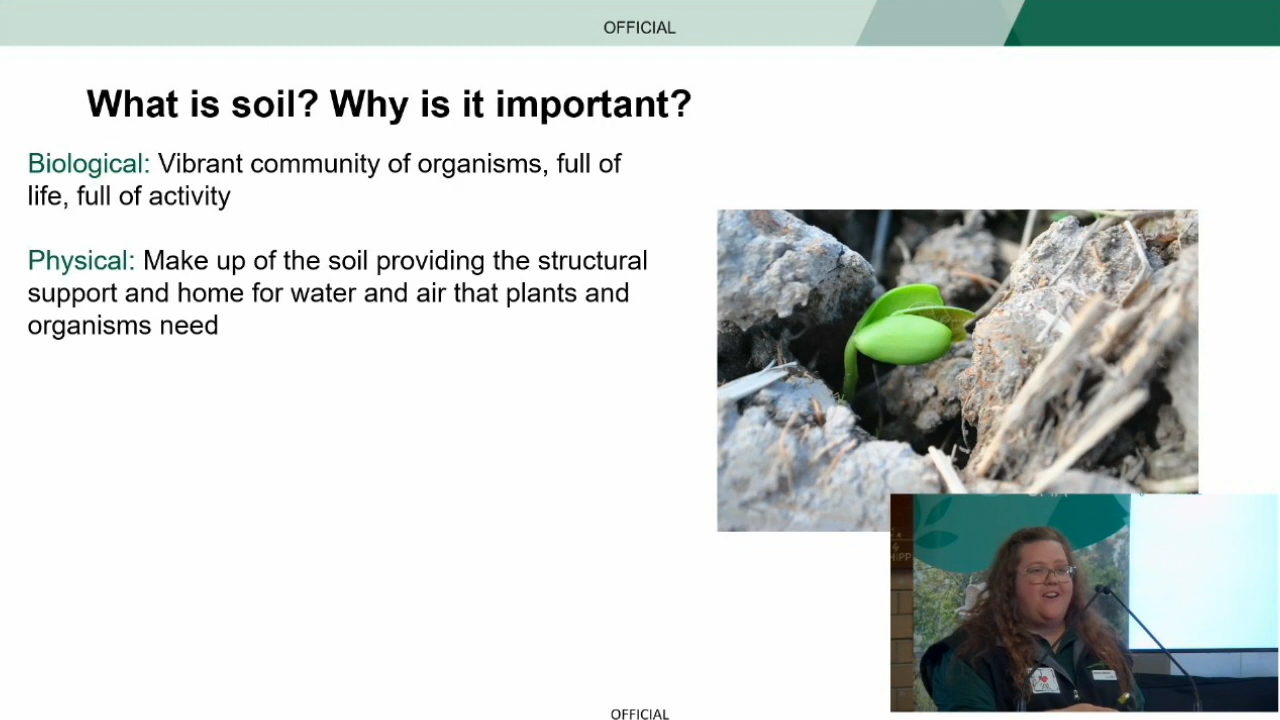 OFFICIAL
What is soil? Why is it important?
Biological: Vibrant community of organisms, full of
life, full of activity
Physical: Make up of the soil providing the structural
support and home for water and air that plants and
organisms need
OFFICIAL